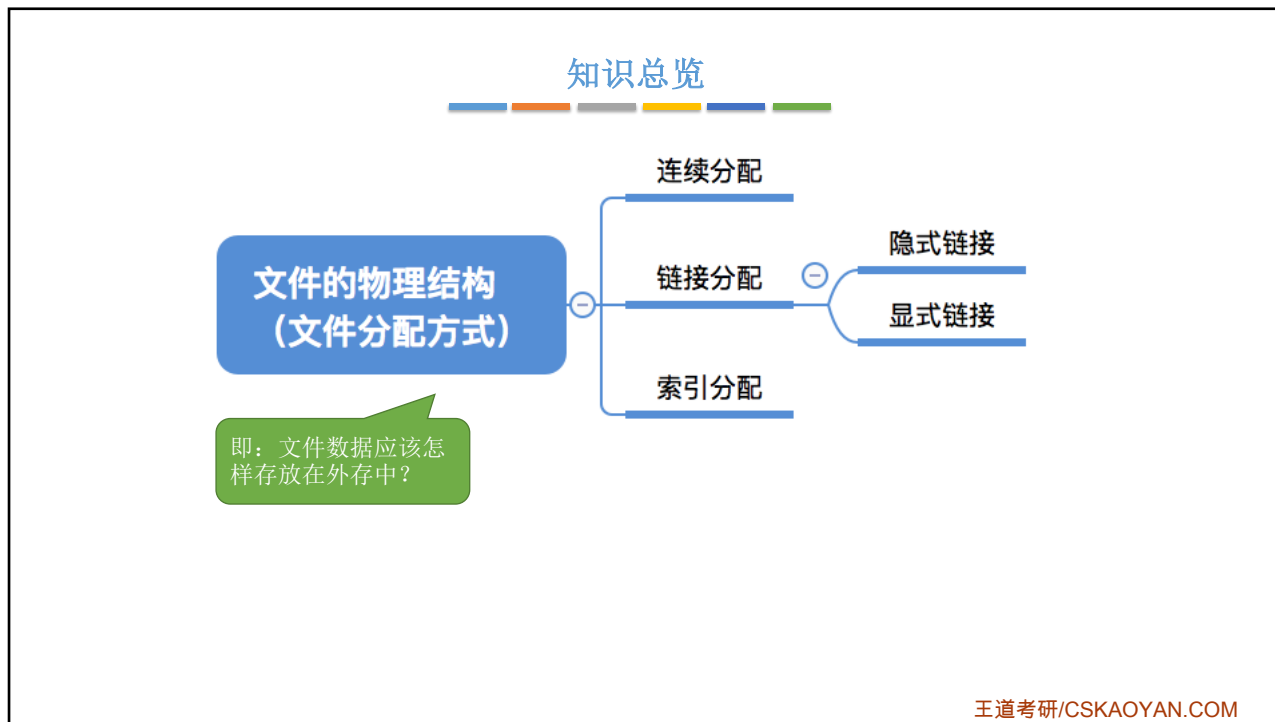 知识总览
连续分配
隐式链接
文件的物理结构
（文件分配方式）
链接分配
显式链接
索引分配
即：文件数据应该怎
样存放在外存中？
王道考研/CSKAOYAN.COM